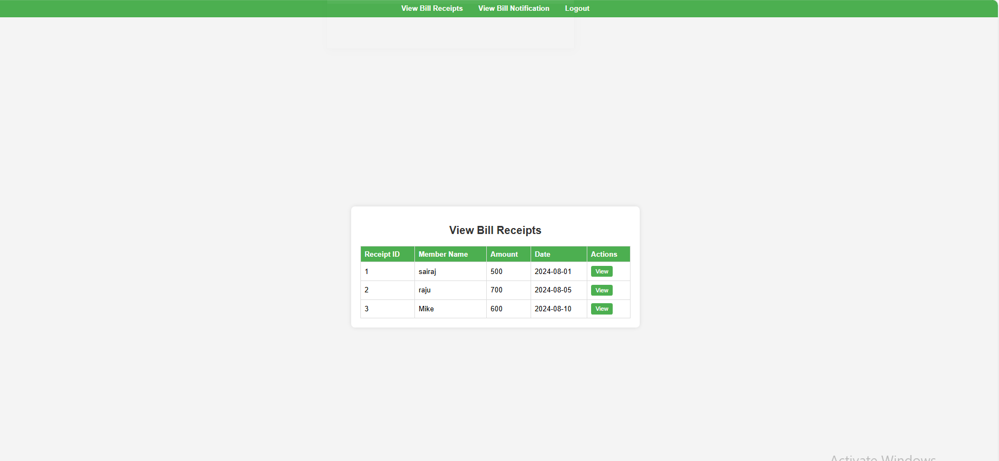 View Bill Receipts View Bill Notification Logout
View Bill Receipts
Receipt ID Member Name Amount Date Actions
1 sairaj 500 2024-08-01 View
2 raju 700 2024-08-05 View
3 Mike 600 2024-08-10 View
Activate Windows